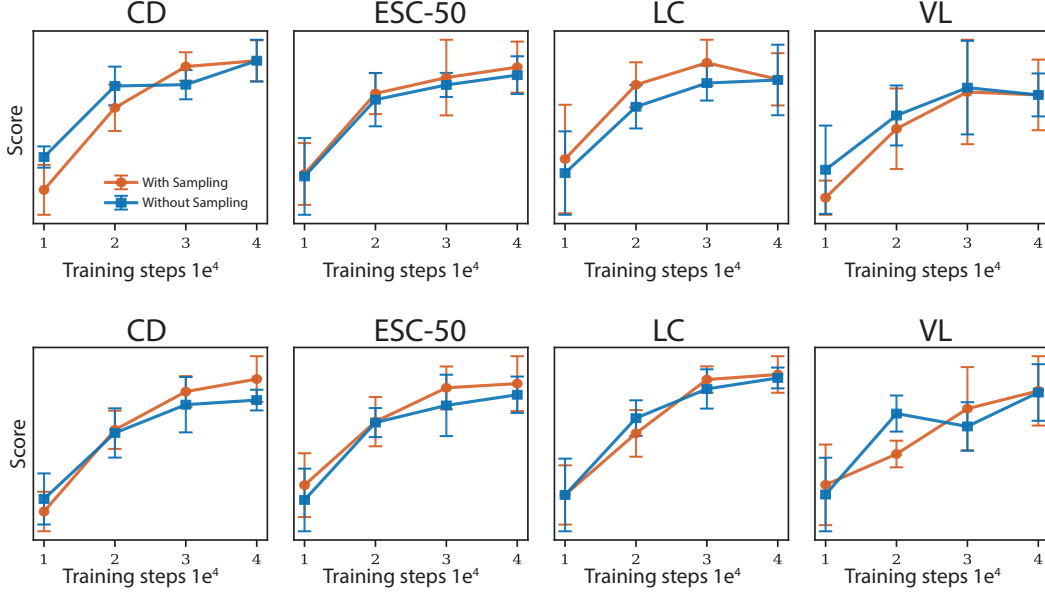 CD ESC-50 LC VL
Score
With Sampling
Without Sampling
1 2 3 4 1 2 3 4 1 2 3 4 1 2 3 4
Training steps 1e⁴ Training steps 1e⁴ Training steps 1e⁴ Training steps 1e⁴
CD ESC-50 LC VL
Score
1 2 3 4 1 2 3 4 1 2 3 4 1 2 3 4
Training steps 1e⁴ Training steps 1e⁴ Training steps 1e⁴ Training steps 1e⁴